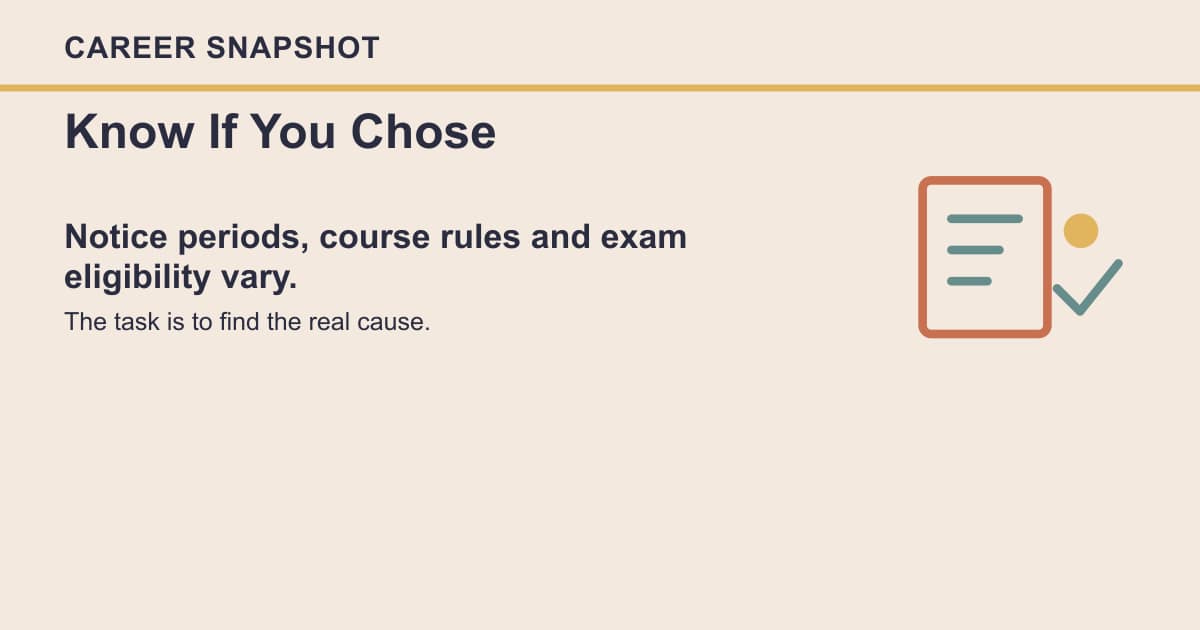 CAREER SNAPSHOT
Know If You Chose
Notice periods, course rules and exam
eligibility vary.
The task is to find the real cause.